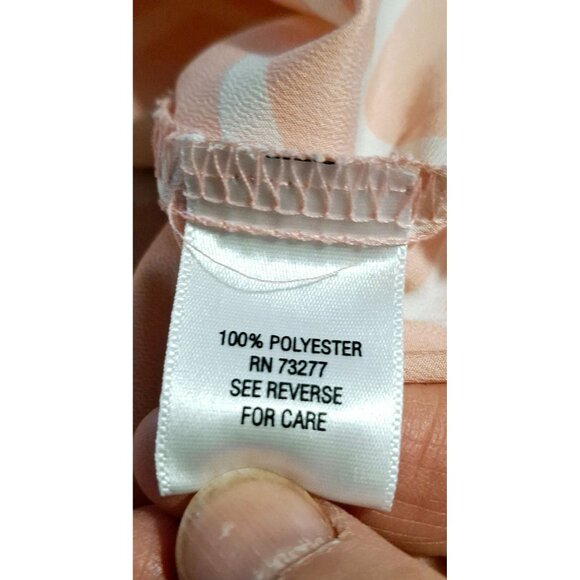 100% POLYESTER
RN 73277
SEE REVERSE
FOR CARE